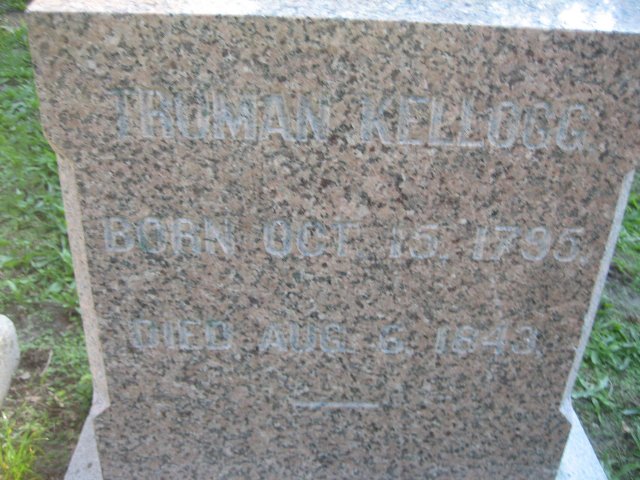 TRUMAN KELLOGG.
BORN OCT. 15, 1795.
DIED AUG. 6, 1843.